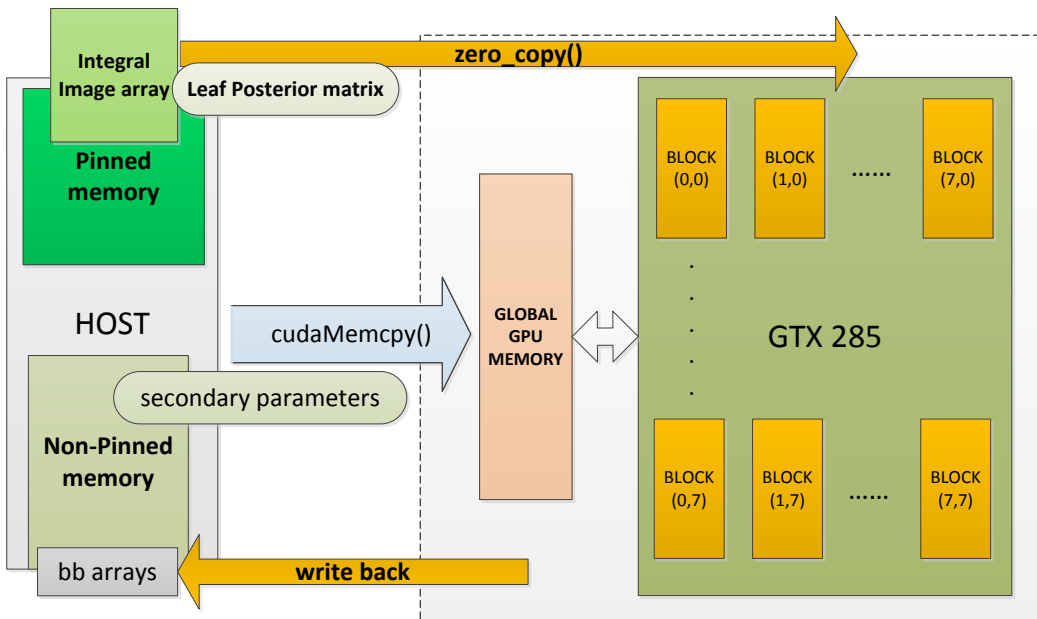 Integral
Image array
zero_copy()
Leaf Posterior matrix
Pinned
memory
BLOCK
(0,0)
BLOCK
(1,0)
......
BLOCK
(7,0)
HOST
cudaMemcpy()
GLOBAL
GPU
MEMORY
GTX 285
secondary parameters
Non-Pinned
memory
BLOCK
(0,7)
BLOCK
(1,7)
......
BLOCK
(7,7)
bb arrays
write back